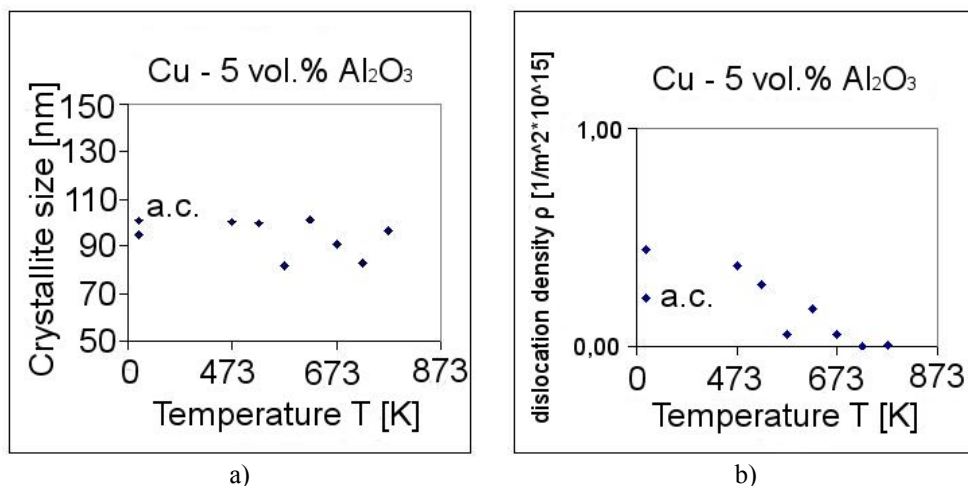 Cu - 5 vol.% Al₂O₃
Crystallite size [nm]
150
130
110
90
70
50
a.c.
0 473 673 873
Temperature T [K]
a)
Cu - 5 vol.% Al₂O₃
dislocation density ρ [1/m^2*10^15]
1,00
0,00
a.c.
0 473 673 873
Temperature T [K]
b)